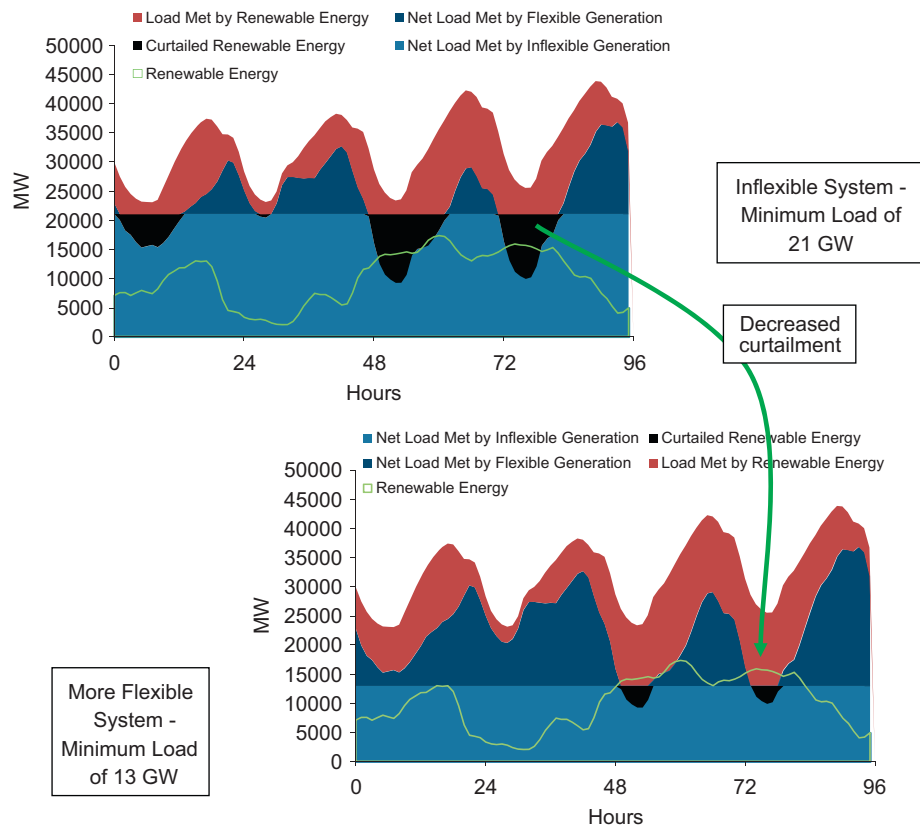 Load Met by Renewable Energy
Net Load Met by Flexible Generation
Curtailed Renewable Energy
Net Load Met by Inflexible Generation
Renewable Energy
50000
45000
40000
35000
30000
25000
20000
15000
10000
5000
0
MW
0 24 48 72 96
Hours
Inflexible System -
Minimum Load of
21 GW
Decreased
curtailment
Net Load Met by Inflexible Generation
Curtailed Renewable Energy
Net Load Met by Flexible Generation
Load Met by Renewable Energy
Renewable Energy
50000
45000
40000
35000
30000
25000
20000
15000
10000
5000
0
MW
0 24 48 72 96
Hours
More Flexible
System -
Minimum Load
of 13 GW